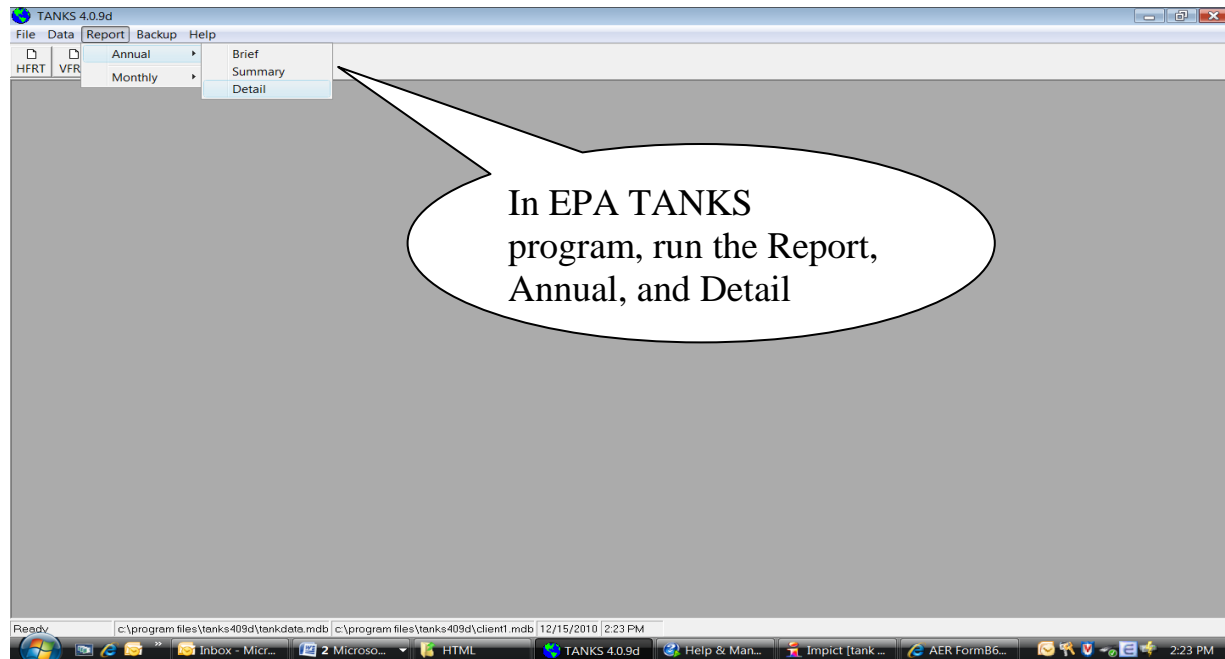 TANKS 4.0.9d
File Data Report Backup Help
HFRT VFR
Annual
Monthly
Brief
Summary
Detail
In EPA TANKS
program, run the Report,
Annual, and Detail
Ready c:\program files\tanks409d\tankdata.mdb c:\program files\tanks409d\client1.mdb 12/15/2010 2:23 PM
Inbox - Micr... 2 Microso... HTML TANKS 4.0.9d Help & Man... Impict [tank ... AER FormB6... 2:23 PM